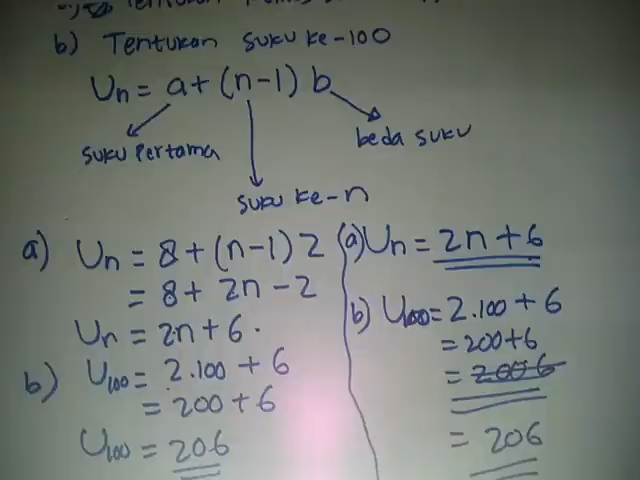 b) Tentukan suku ke-100
Un = a + (n-1) b
suku pertama
beda suku
suku ke-n
a) Un = 8 + (n-1) 2
= 8 + 2n - 2
Un = 2n + 6.
b) U100 = 2.100 + 6
= 200 + 6
U100 = 206
(a) Un = 2n + 6
b) U100 = 2.100 + 6
= 200 + 6
= 2006
= 206